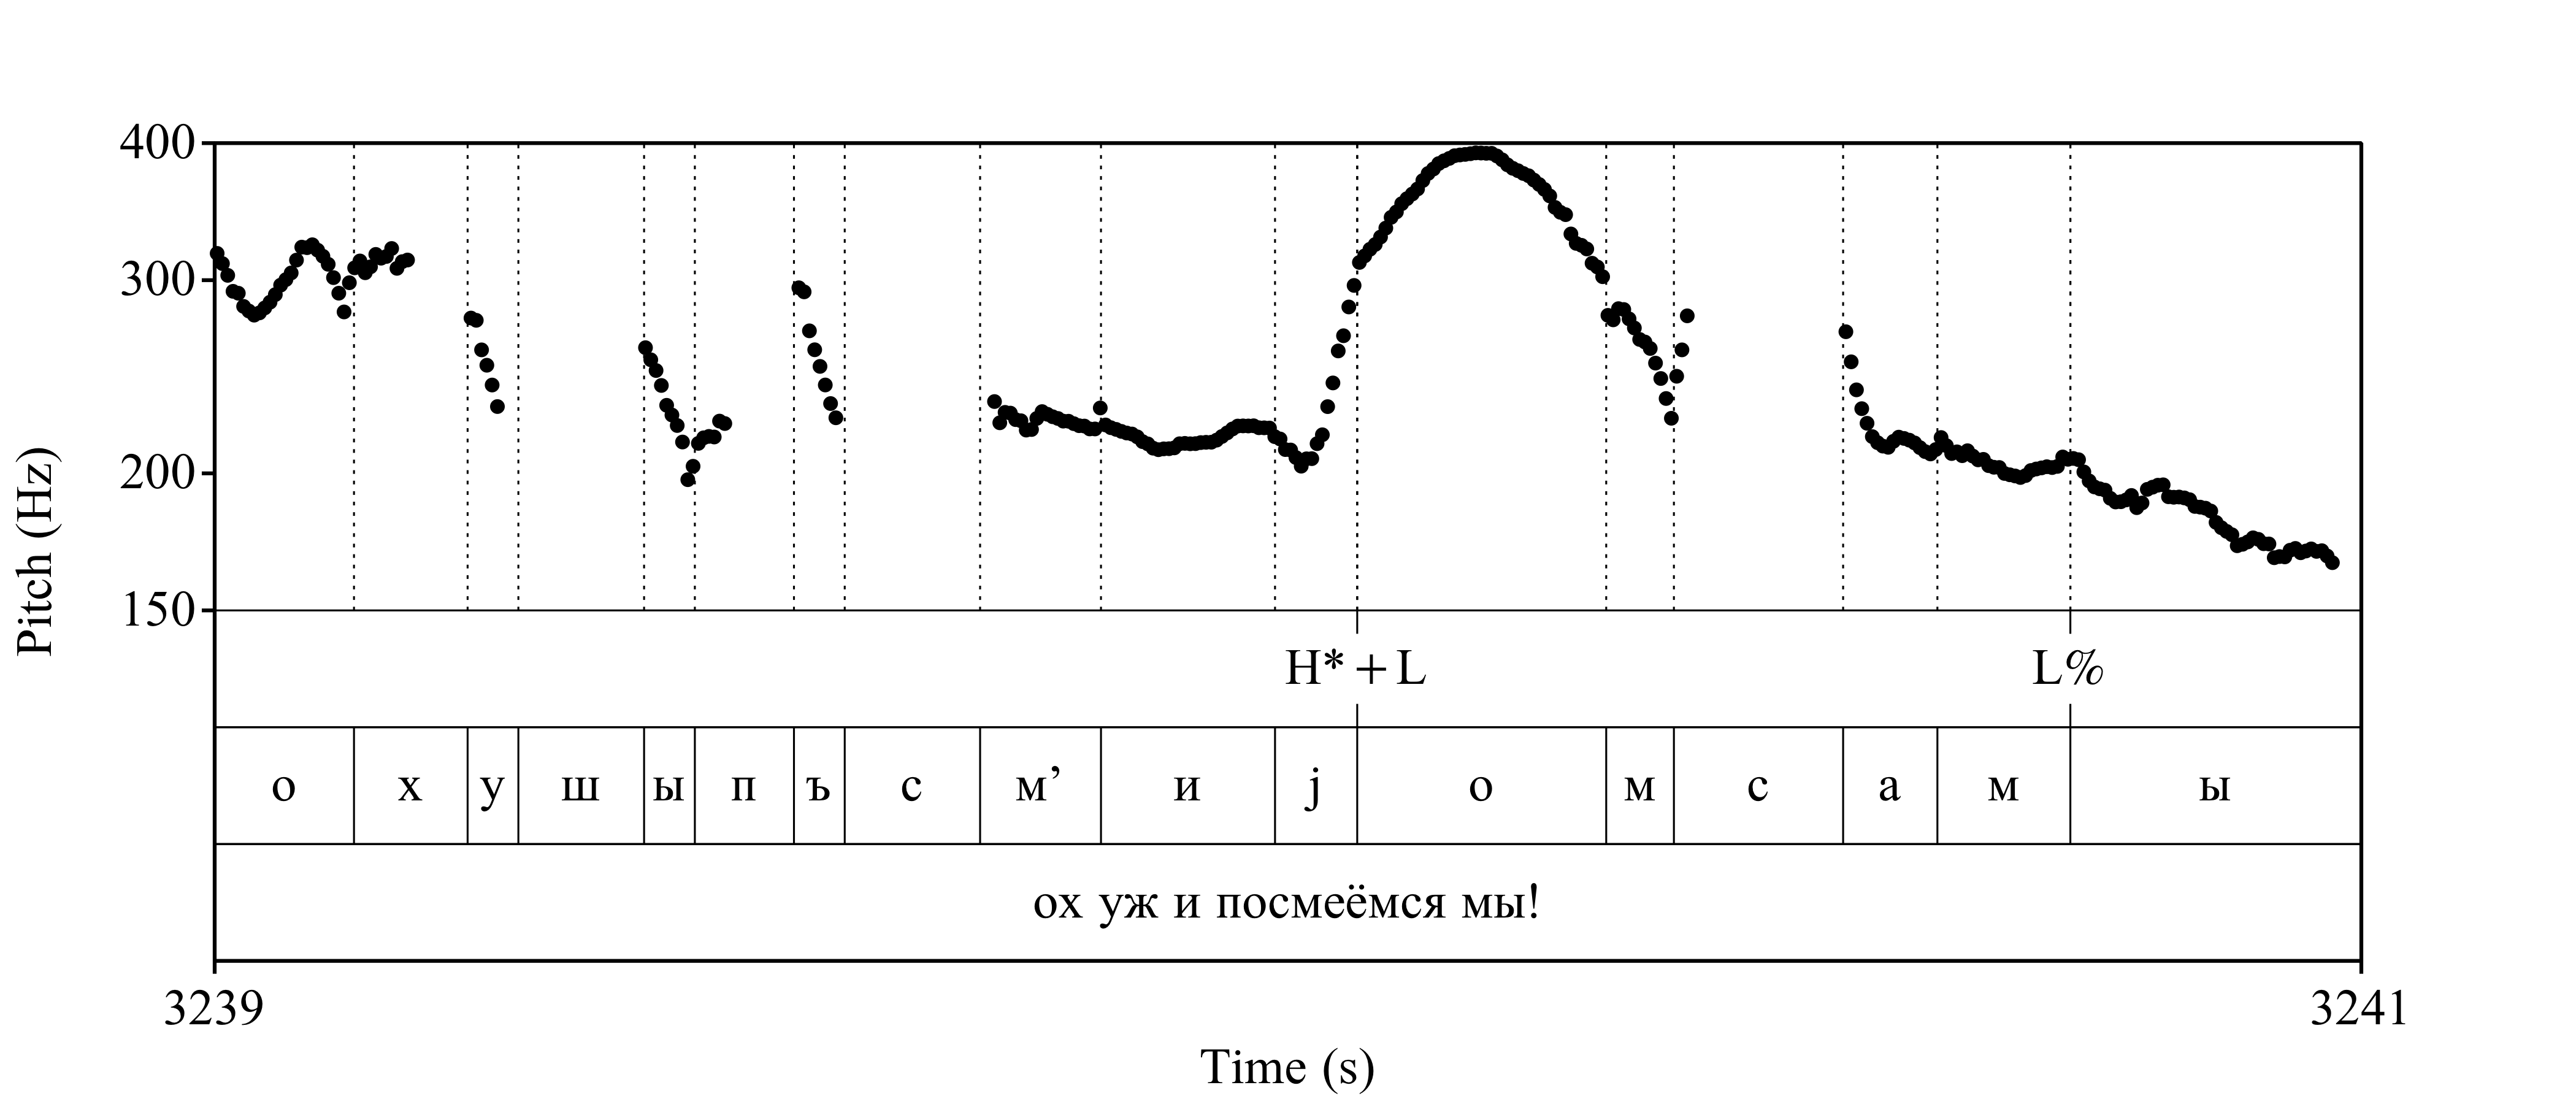 400
300
200
150
Pitch (Hz)
H* + L L%
о х у ш ы п ъ с м’ и j о м с а м ы
ох уж и посмеёмся мы!
3239 3241
Time (s)